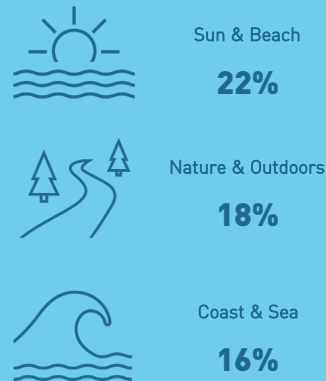 Sun & Beach
22%
Nature & Outdoors
18%
Coast & Sea
16%